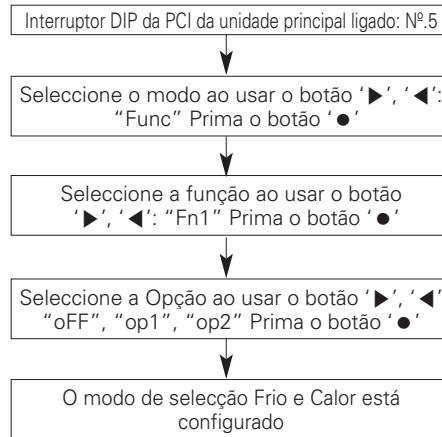 Interruptor DIP da PCI da unidade principal ligado: Nº.5
Seleccione o modo ao usar o botão ‘▶’, ‘◀’:
“Func” Prima o botão ‘●’
Seleccione a função ao usar o botão
‘▶’, ‘◀’: “Fn1” Prima o botão ‘●’
Seleccione a Opção ao usar o botão ‘▶’, ‘◀’
“oFF”, “op1”, “op2” Prima o botão ‘●’
O modo de selecção Frio e Calor está
configurado